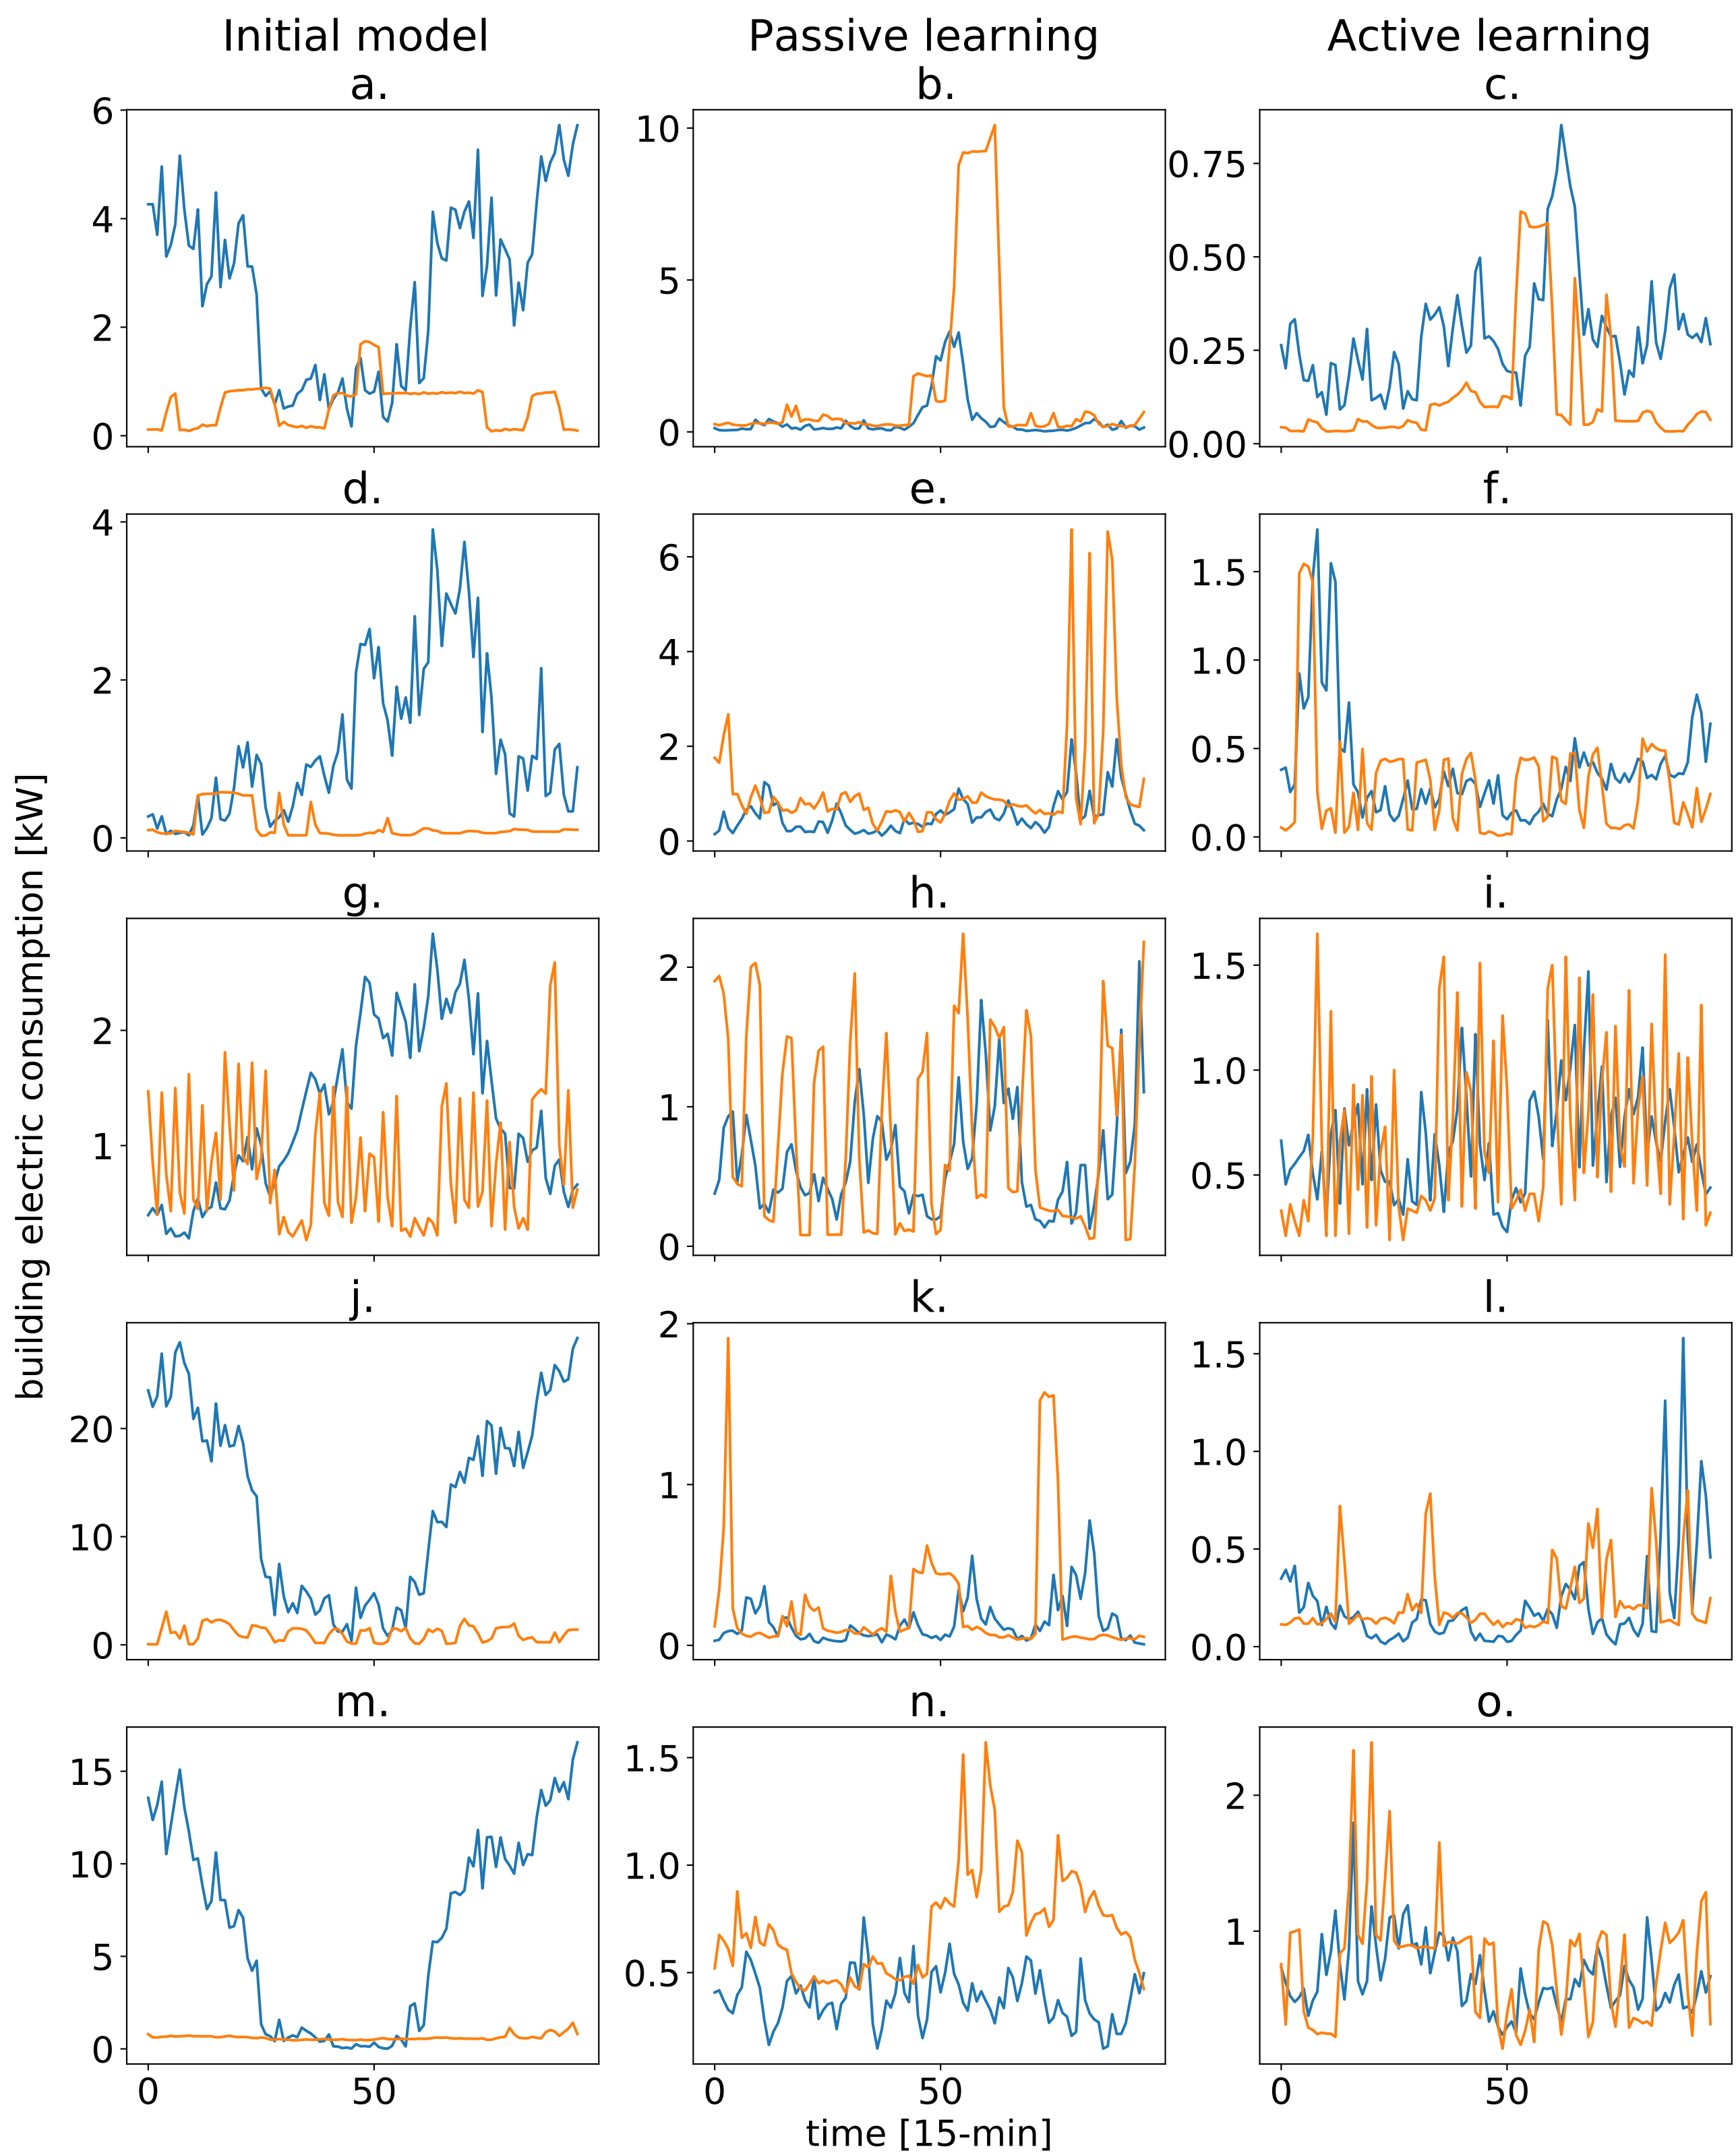 Initial model Passive learning Active learning
a. b. c.
6 10 0.75
4 5 0.50
2 0 0.25
0 0.00
d. e. f.
4 6 1.5
2 4 1.0
0 2 0.5
0 0.0
g. h. i.
2 2 1.5
1 1 1.0
0 0.5
j. k. l.
20 2 1.5
10 1 1.0
0 0 0.5
0.0
m. n. o.
15 1.5 2
10 1.0 1
5 0.5
0
0 50 0 50 0 50
time [15-min]
building electric consumption [kW]